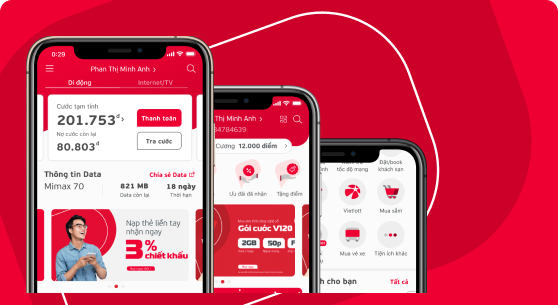 0:29
Phan Thị Minh Anh >
Di động
Internet/TV
Cước tạm tính
201.753đ >
Thanh toán
Nợ cước còn lại
80.803đ
Tra cước
Thông tin Data
Chia sẻ Data
Mimax 70
821 MB
Data còn lại
18 ngày
Thời hạn
Nạp thẻ liền tay
nhận ngay
3%
chiết khấu
Thị Minh Anh >
84784639
Cương
12.000 điểm >
Ưu đãi đã nhận
Tặng điểm
Gói cước V120
2GB
50p
tốc độ mạng
Đặt/book
khách sạn
Vietlott
Mua sắm
Mua vé xe
Tiện ích khác
h cho bạn
Tất cả